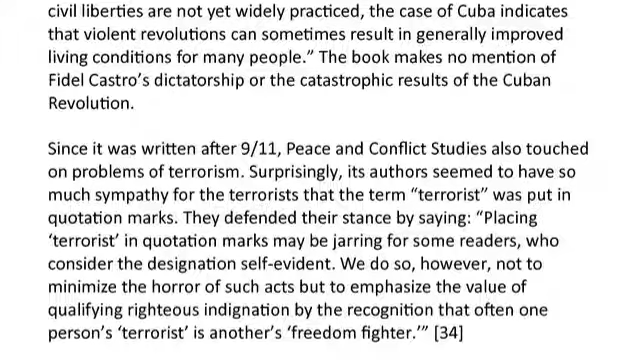 civil liberties are not yet widely practiced, the case of Cuba indicates
that violent revolutions can sometimes result in generally improved
living conditions for many people.” The book makes no mention of
Fidel Castro’s dictatorship or the catastrophic results of the Cuban
Revolution.
Since it was written after 9/11, Peace and Conflict Studies also touched
on problems of terrorism. Surprisingly, its authors seemed to have so
much sympathy for the terrorists that the term “terrorist” was put in
quotation marks. They defended their stance by saying: “Placing
‘terrorist’ in quotation marks may be jarring for some readers, who
consider the designation self-evident. We do so, however, not to
minimize the horror of such acts but to emphasize the value of
qualifying righteous indignation by the recognition that often one
person’s ‘terrorist’ is another’s ‘freedom fighter.’” [34]